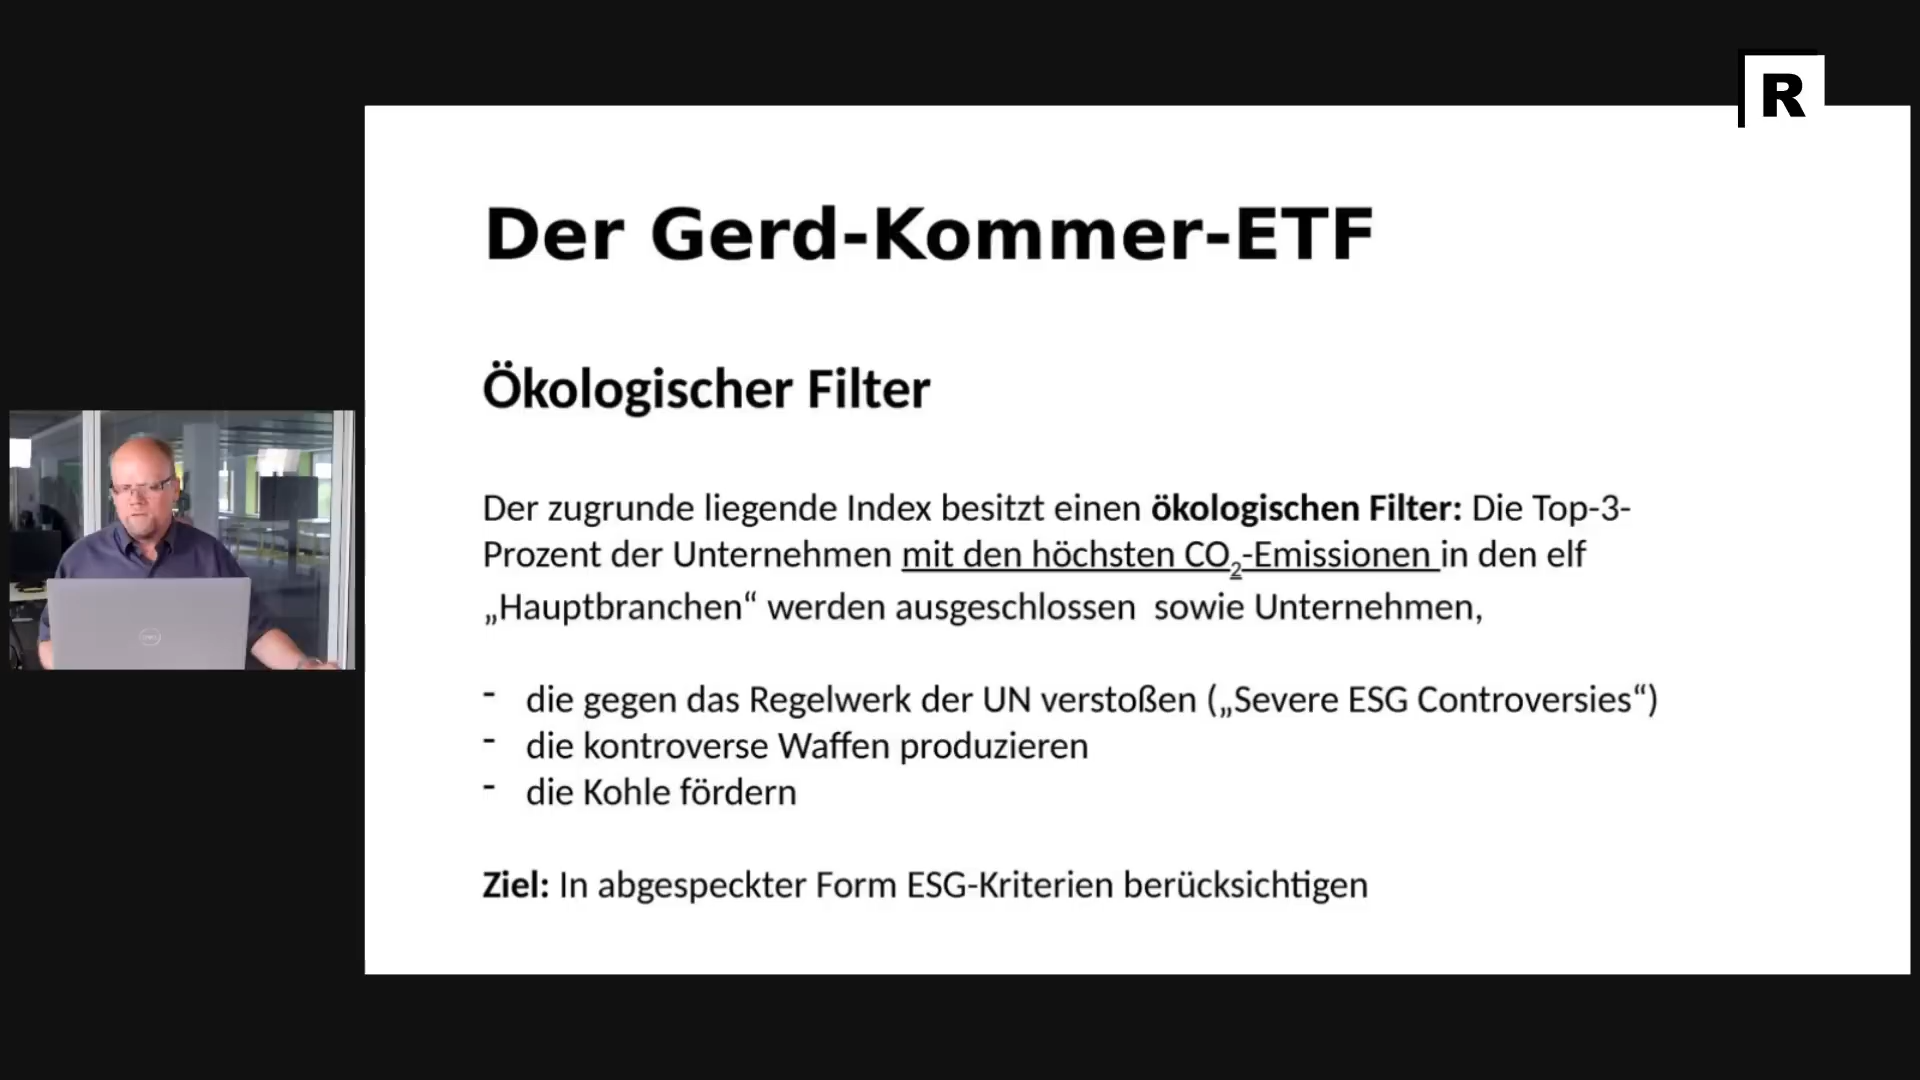 R
Der Gerd-Kommer-ETF
Ökologischer Filter
Der zugrunde liegende Index besitzt einen ökologischen Filter: Die Top-3-
Prozent der Unternehmen mit den höchsten CO₂-Emissionen in den elf
„Hauptbranchen“ werden ausgeschlossen  sowie Unternehmen,
- die gegen das Regelwerk der UN verstoßen („Severe ESG Controversies“)
- die kontroverse Waffen produzieren
- die Kohle fördern
Ziel: In abgespeckter Form ESG-Kriterien berücksichtigen
DELL